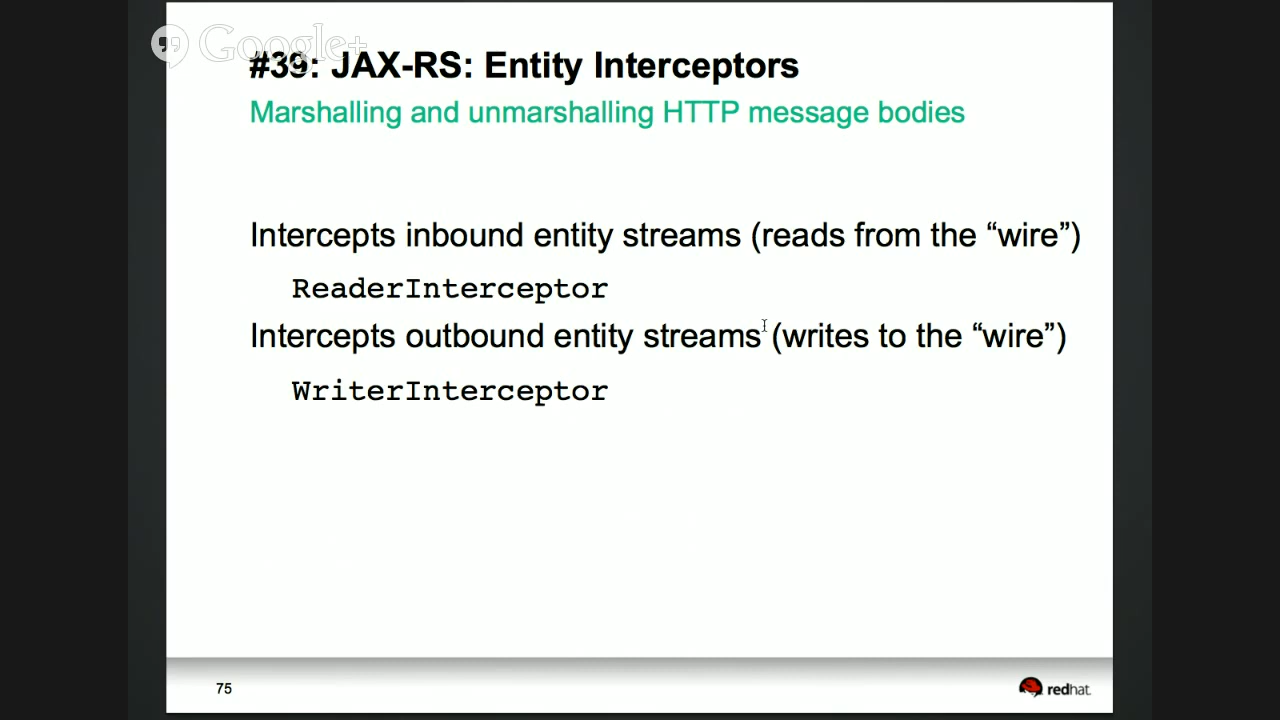 Google+
#39: JAX-RS: Entity Interceptors
Marshalling and unmarshalling HTTP message bodies
Intercepts inbound entity streams (reads from the “wire”)
ReaderInterceptor
Intercepts outbound entity streams (writes to the “wire”)
WriterInterceptor
75
redhat.